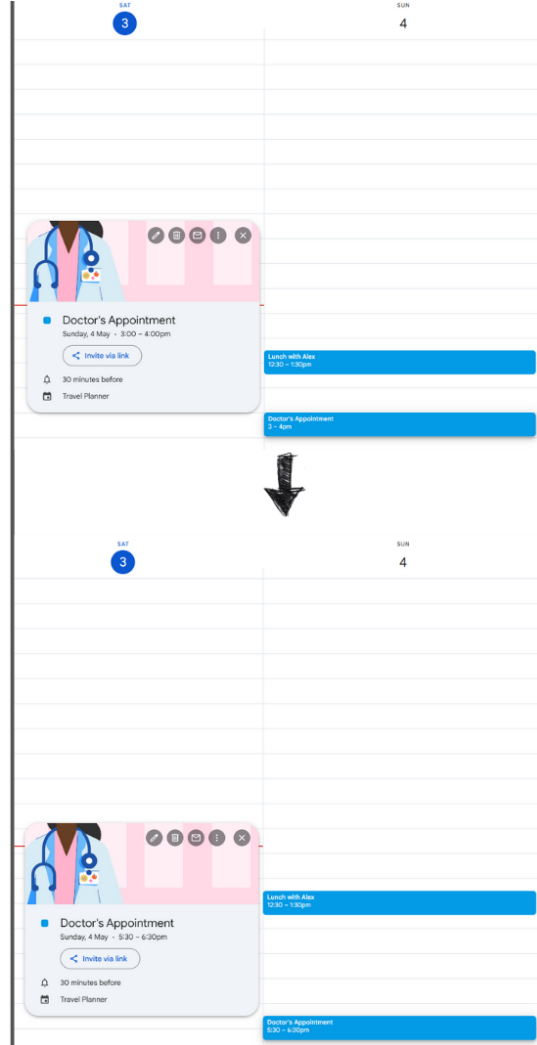 SAT
SUN
3
4
Doctor's Appointment
Sunday, 4 May • 3:00 – 4:00pm
Invite via link
30 minutes before
Travel Planner
Lunch with Alex
12:30 – 1:30pm
Doctor's Appointment
3 – 4pm
SAT
SUN
3
4
Doctor's Appointment
Sunday, 4 May • 5:30 – 6:30pm
Invite via link
30 minutes before
Travel Planner
Lunch with Alex
12:30 – 1:30pm
Doctor's Appointment
5:30 – 6:30pm